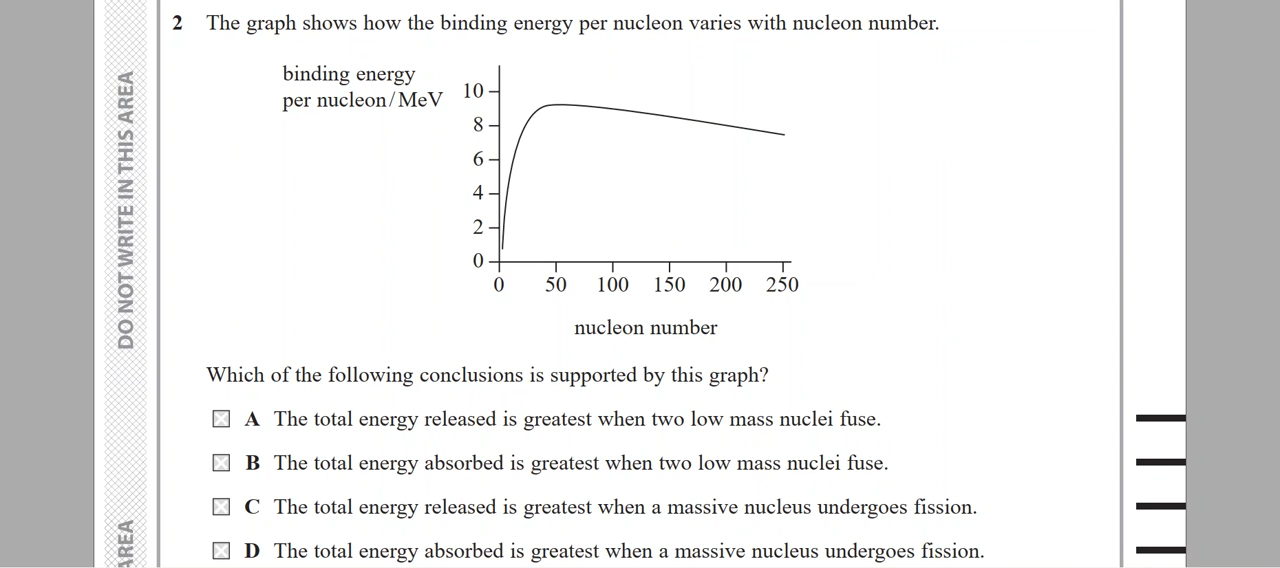 2 The graph shows how the binding energy per nucleon varies with nucleon number.
binding energy
per nucleon/MeV
10
8
6
4
2
0
0 50 100 150 200 250
nucleon number
Which of the following conclusions is supported by this graph?
A The total energy released is greatest when two low mass nuclei fuse.
B The total energy absorbed is greatest when two low mass nuclei fuse.
C The total energy released is greatest when a massive nucleus undergoes fission.
D The total energy absorbed is greatest when a massive nucleus undergoes fission.
DO NOT WRITE IN THIS AREA
AREA